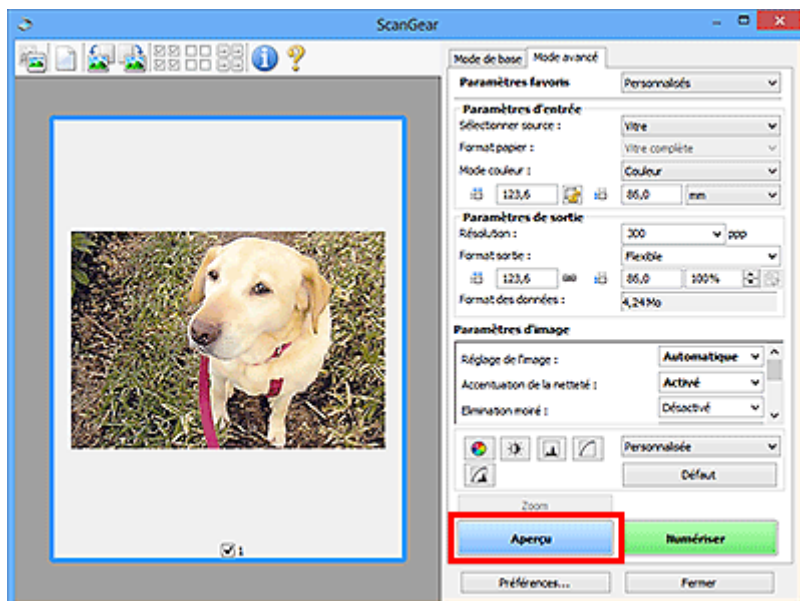 ScanGear
Mode de base Mode avancé
Paramètres favoris Personnalisés
Paramètres d'entrée
Sélectionner source : Vitre
Format papier : Vitre complète
Mode couleur : Couleur
123,6 86,0 mm
Paramètres de sortie
Résolution : 300 ppp
Format sortie : Flexible
123,6 86,0 100%
Format des données : 4,24 Mo
Paramètres d'image
Réglage de l'image : Automatique
Accentuation de la netteté : Activé
Elimination moiré : Désactivé
Personnalisée
Défaut
Zoom
Aperçu Numériser
1
Préférences... Fermer